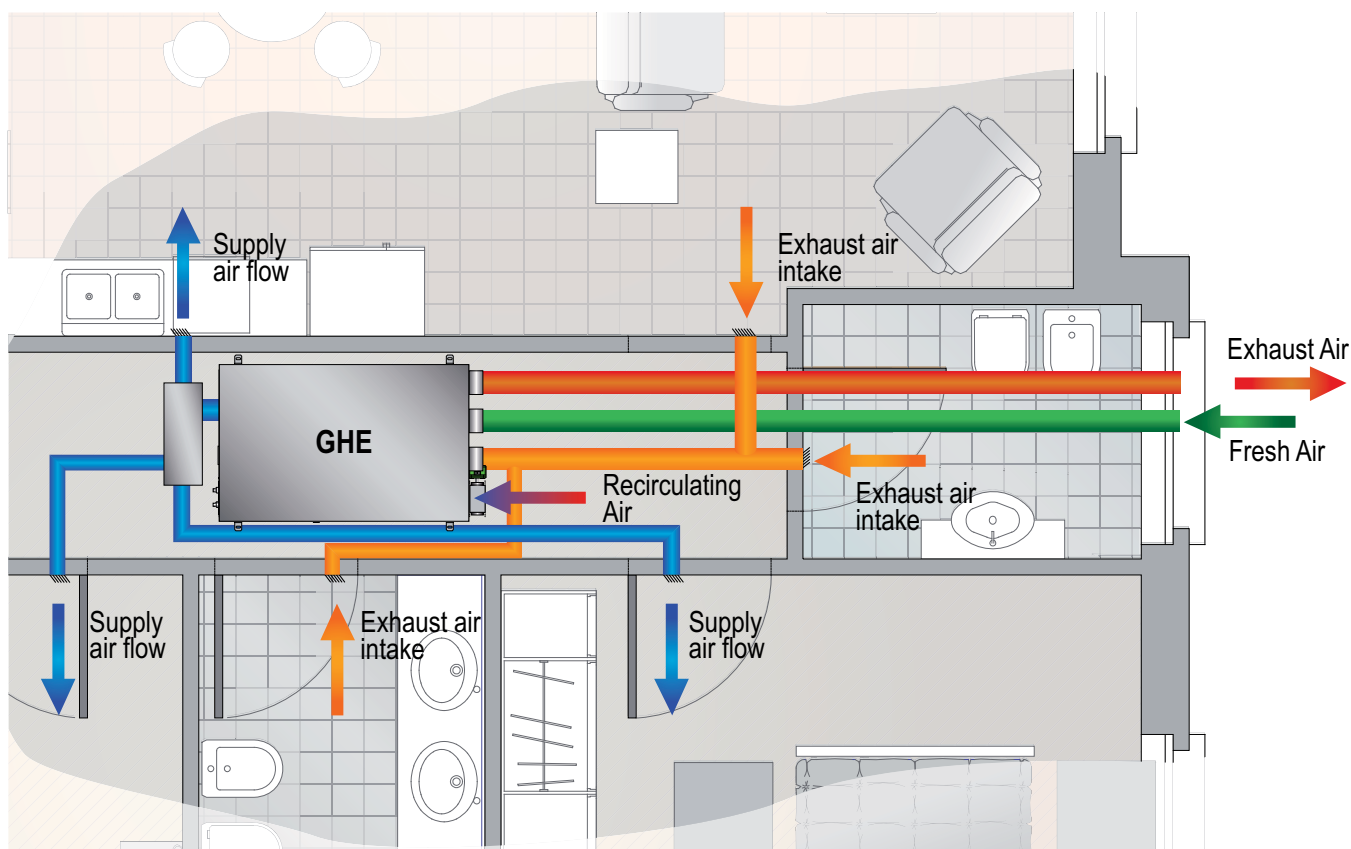 Supply
air flow
Exhaust air
intake
Exhaust Air
GHE
Fresh Air
Recirculating
Air
Exhaust air
intake
Supply
air flow
Exhaust air
intake
Supply
air flow